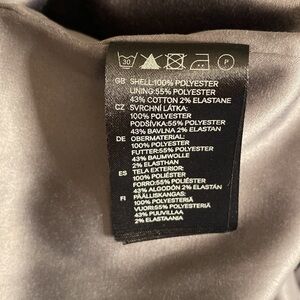 30 P
GB SHELL:100% POLYESTER
LINING:55% POLYESTER
43% COTTON 2% ELASTANE
CZ SVRCHNÍ LÁTKA:
100% POLYESTER
PODŠÍVKA:55% POLYESTER
43% BAVLNA 2% ELASTAN
DE OBERMATERIAL:
100% POLYESTER
FUTTER:55% POLYESTER
43% BAUMWOLLE
2% ELASTHAN
ES TELA EXTERIOR:
100% POLIÉSTER
FORRO:55% POLIÉSTER
43% ALGODÓN 2% ELASTÁN
FI PÄÄLLISKANGAS:
100% POLYESTERIÄ
VUORI:55% POLYESTERIÄ
43% PUUVILLAA
2% ELASTAANIA